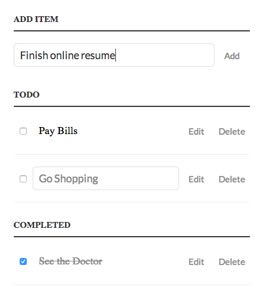 ADD ITEM
Finish online resume Add
TODO
Pay Bills Edit Delete
Go Shopping Edit Delete
COMPLETED
See the Doctor Edit Delete